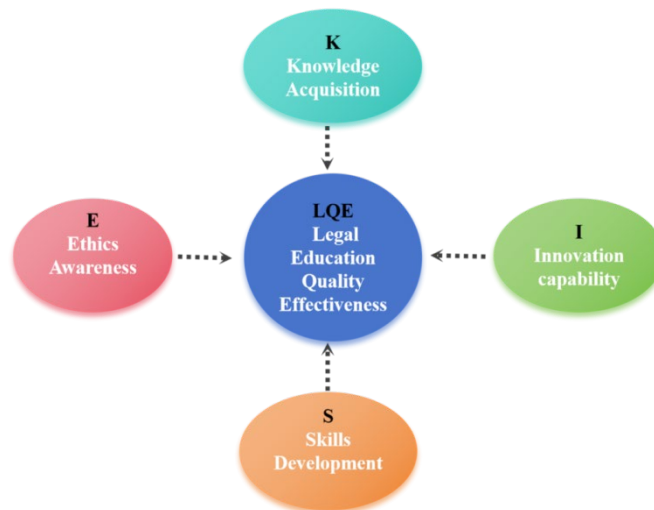 K
Knowledge
Acquisition
E
Ethics
Awareness
LQE
Legal
Education
Quality
Effectiveness
I
Innovation
capability
S
Skills
Development